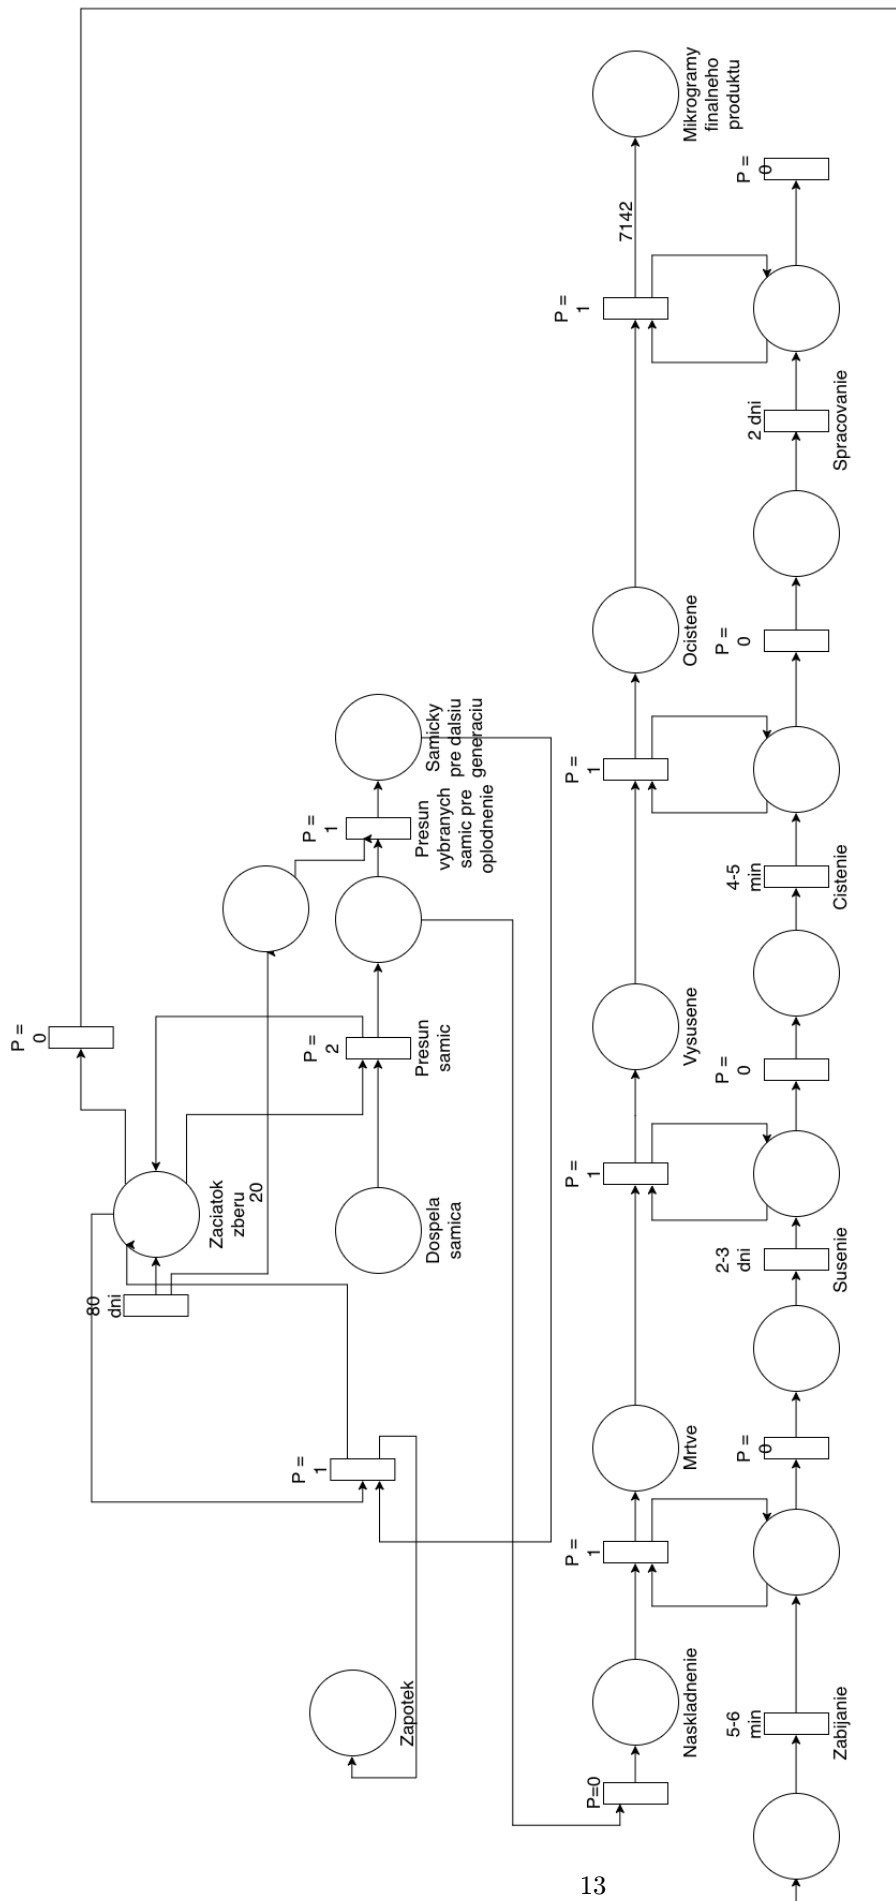 Mikrogramy
finalneho
produktu
P =
0
7142
P =
1
2 dni
Spracovanie
Ocistene
P =
0
Samicky
pre dalsiu
generaciu
P =
1
P =
1
Presun
vybranych
samic pre
oplodnenie
4-5
min
Cistenie
P =
0
P =
2
Presun
samic
Vysusene
P =
0
Zaciatok
zberu
20
Dospela
samica
P =
1
2-3
dni
Susenie
80
dni
P =
1
Mrtve
P =
0
P =
1
Zapotek
Naskladnenie
5-6
min
Zabijanie
P=0
13